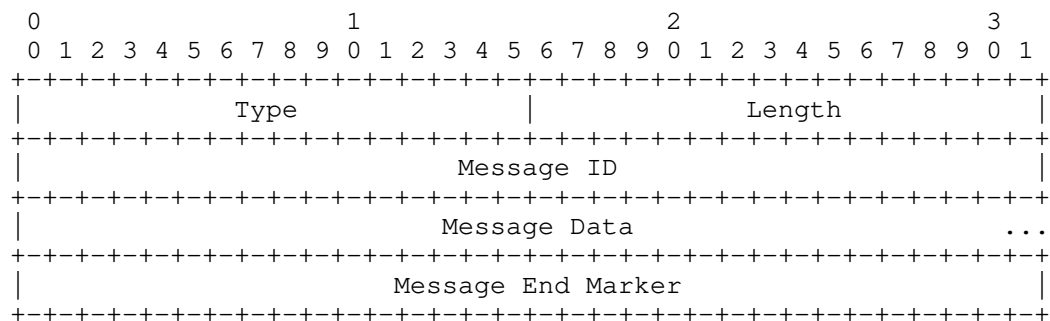 0                   1                   2                   3
 0 1 2 3 4 5 6 7 8 9 0 1 2 3 4 5 6 7 8 9 0 1 2 3 4 5 6 7 8 9 0 1
+-+-+-+-+-+-+-+-+-+-+-+-+-+-+-+-+-+-+-+-+-+-+-+-+-+-+-+-+-+-+-+-+
|             Type              |             Length            |
+-+-+-+-+-+-+-+-+-+-+-+-+-+-+-+-+-+-+-+-+-+-+-+-+-+-+-+-+-+-+-+-+
|                           Message ID                          |
+-+-+-+-+-+-+-+-+-+-+-+-+-+-+-+-+-+-+-+-+-+-+-+-+-+-+-+-+-+-+-+-+
|                          Message Data                       ...
+-+-+-+-+-+-+-+-+-+-+-+-+-+-+-+-+-+-+-+-+-+-+-+-+-+-+-+-+-+-+-+-+
|                       Message End Marker                      |
+-+-+-+-+-+-+-+-+-+-+-+-+-+-+-+-+-+-+-+-+-+-+-+-+-+-+-+-+-+-+-+-+